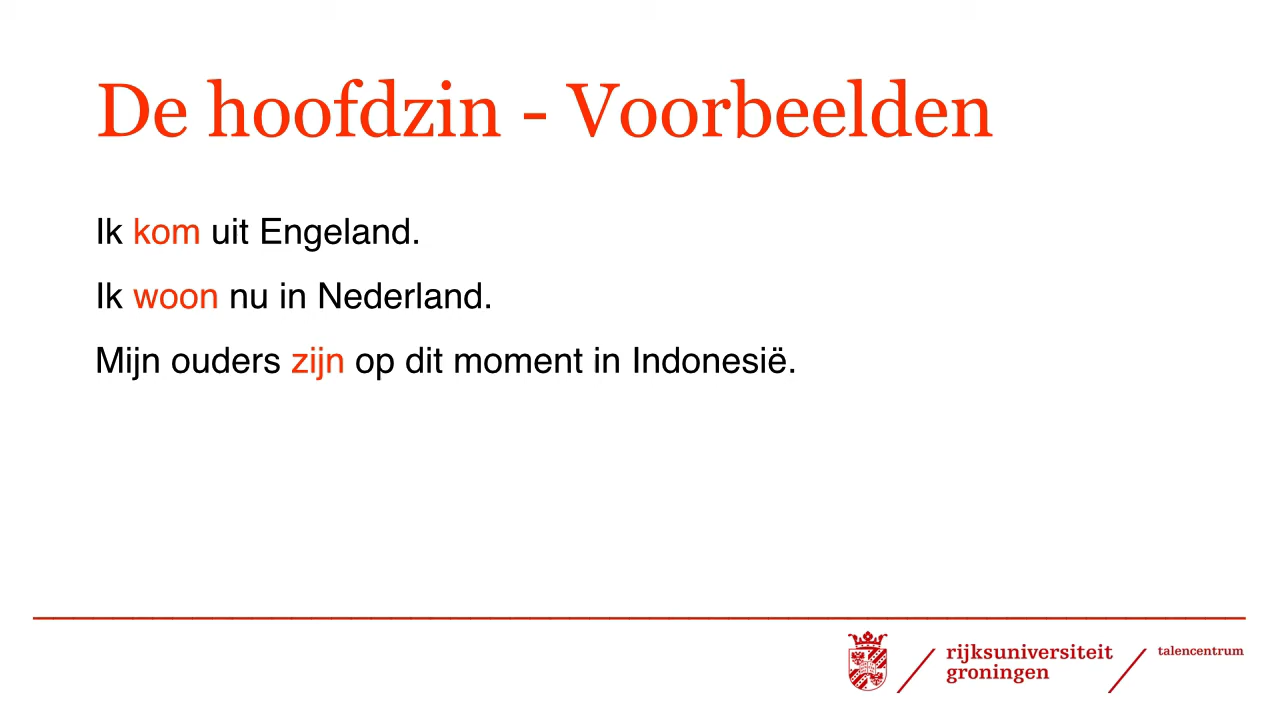 De hoofdzin - Voorbeelden
Ik kom uit Engeland.
Ik woon nu in Nederland.
Mijn ouders zijn op dit moment in Indonesië.
rijksuniversiteit
groningen
talencentrum